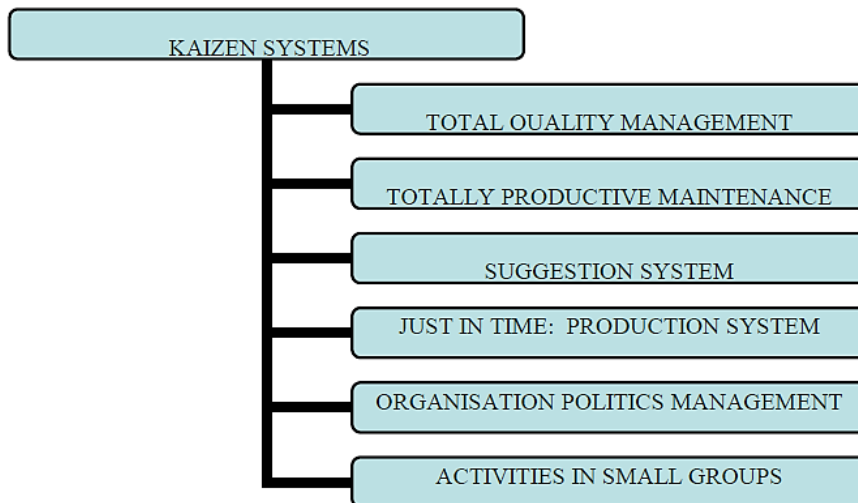 KAIZEN SYSTEMS
TOTAL QUALITY MANAGEMENT
TOTALLY PRODUCTIVE MAINTENANCE
SUGGESTION SYSTEM
JUST IN TIME: PRODUCTION SYSTEM
ORGANISATION POLITICS MANAGEMENT
ACTIVITIES IN SMALL GROUPS